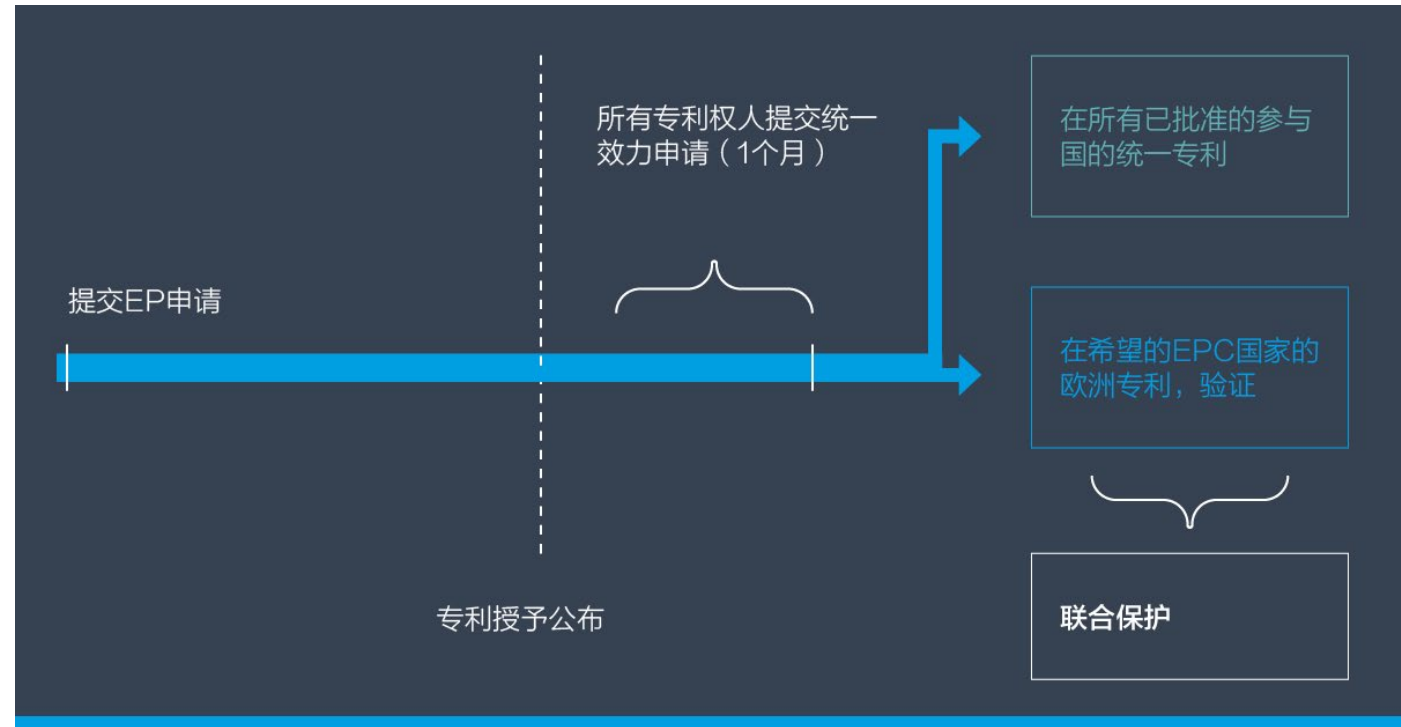 所有专利权人提交统一
效力申请（1个月）
在所有已批准的参与
国的统一专利
提交EP申请
在希望的EPC国家的
欧洲专利，验证
专利授予公布
联合保护